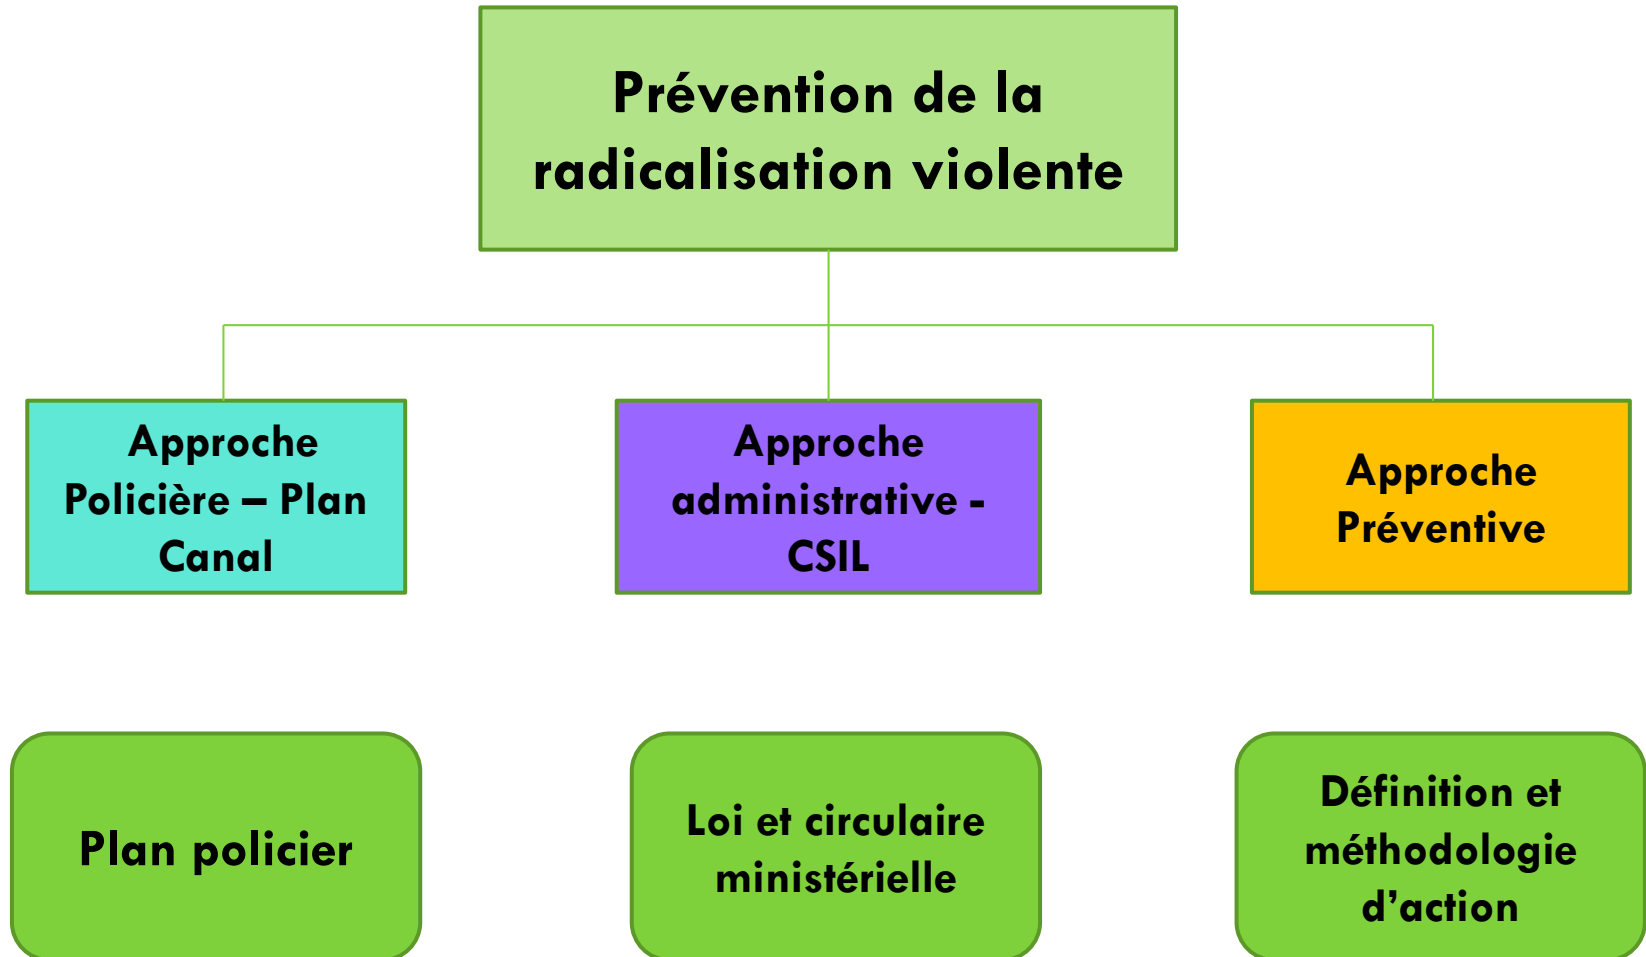 Prévention de la
radicalisation violente
Approche
Policière – Plan
Canal
Approche
administrative -
CSIL
Approche
Préventive
Plan policier
Loi et circulaire
ministérielle
Définition et
méthodologie
d’action